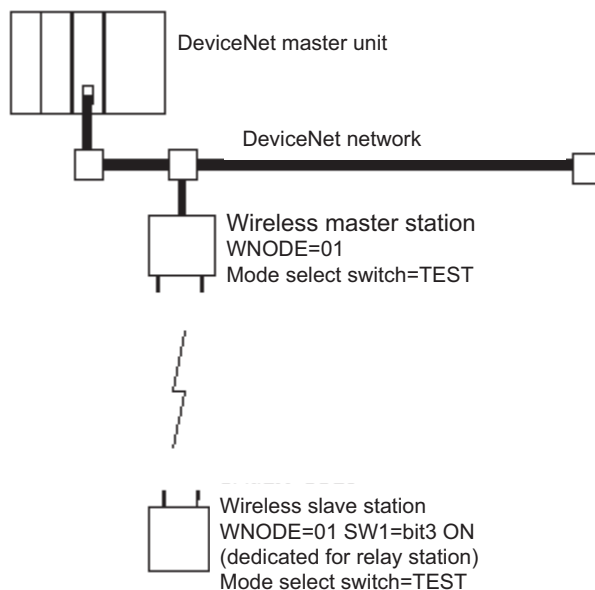 DeviceNet master unit
DeviceNet network
Wireless master station
WNODE=01
Mode select switch=TEST
Wireless slave station
WNODE=01 SW1=bit3 ON
(dedicated for relay station)
Mode select switch=TEST